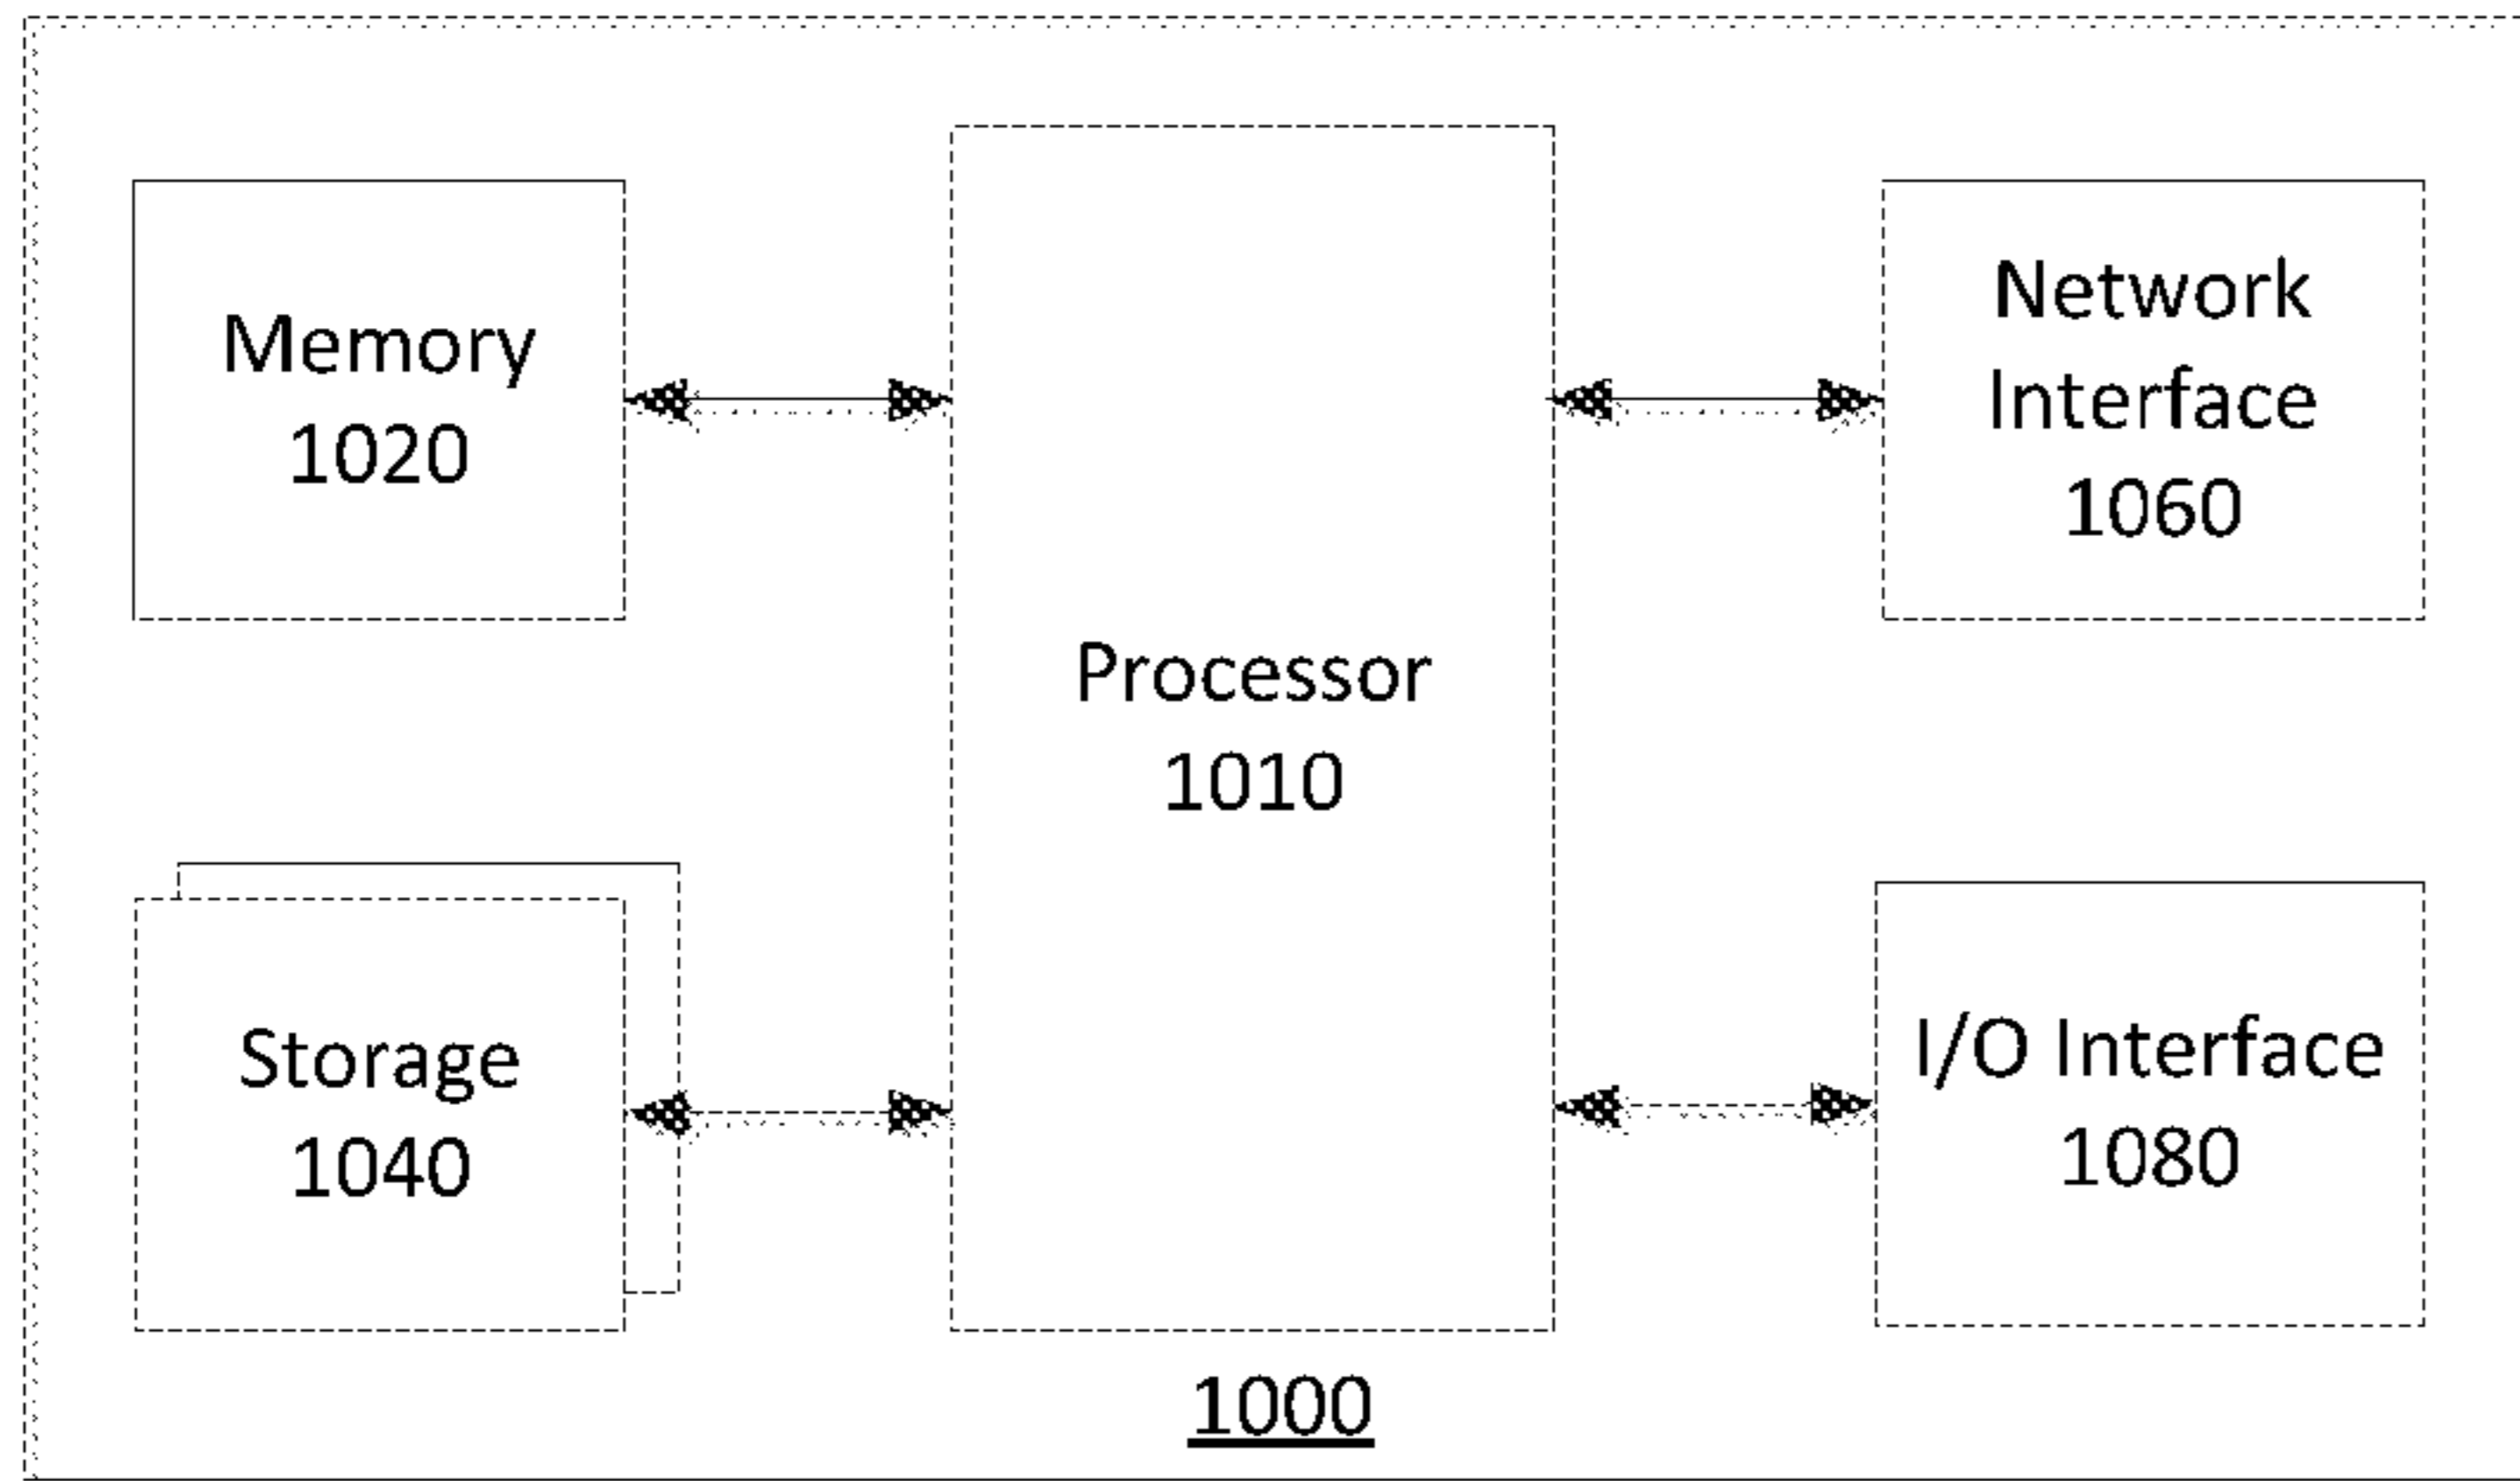 Memory
1020
Processor
1010
Network
Interface
1060
Storage
1040
I/O Interface
1080
1000